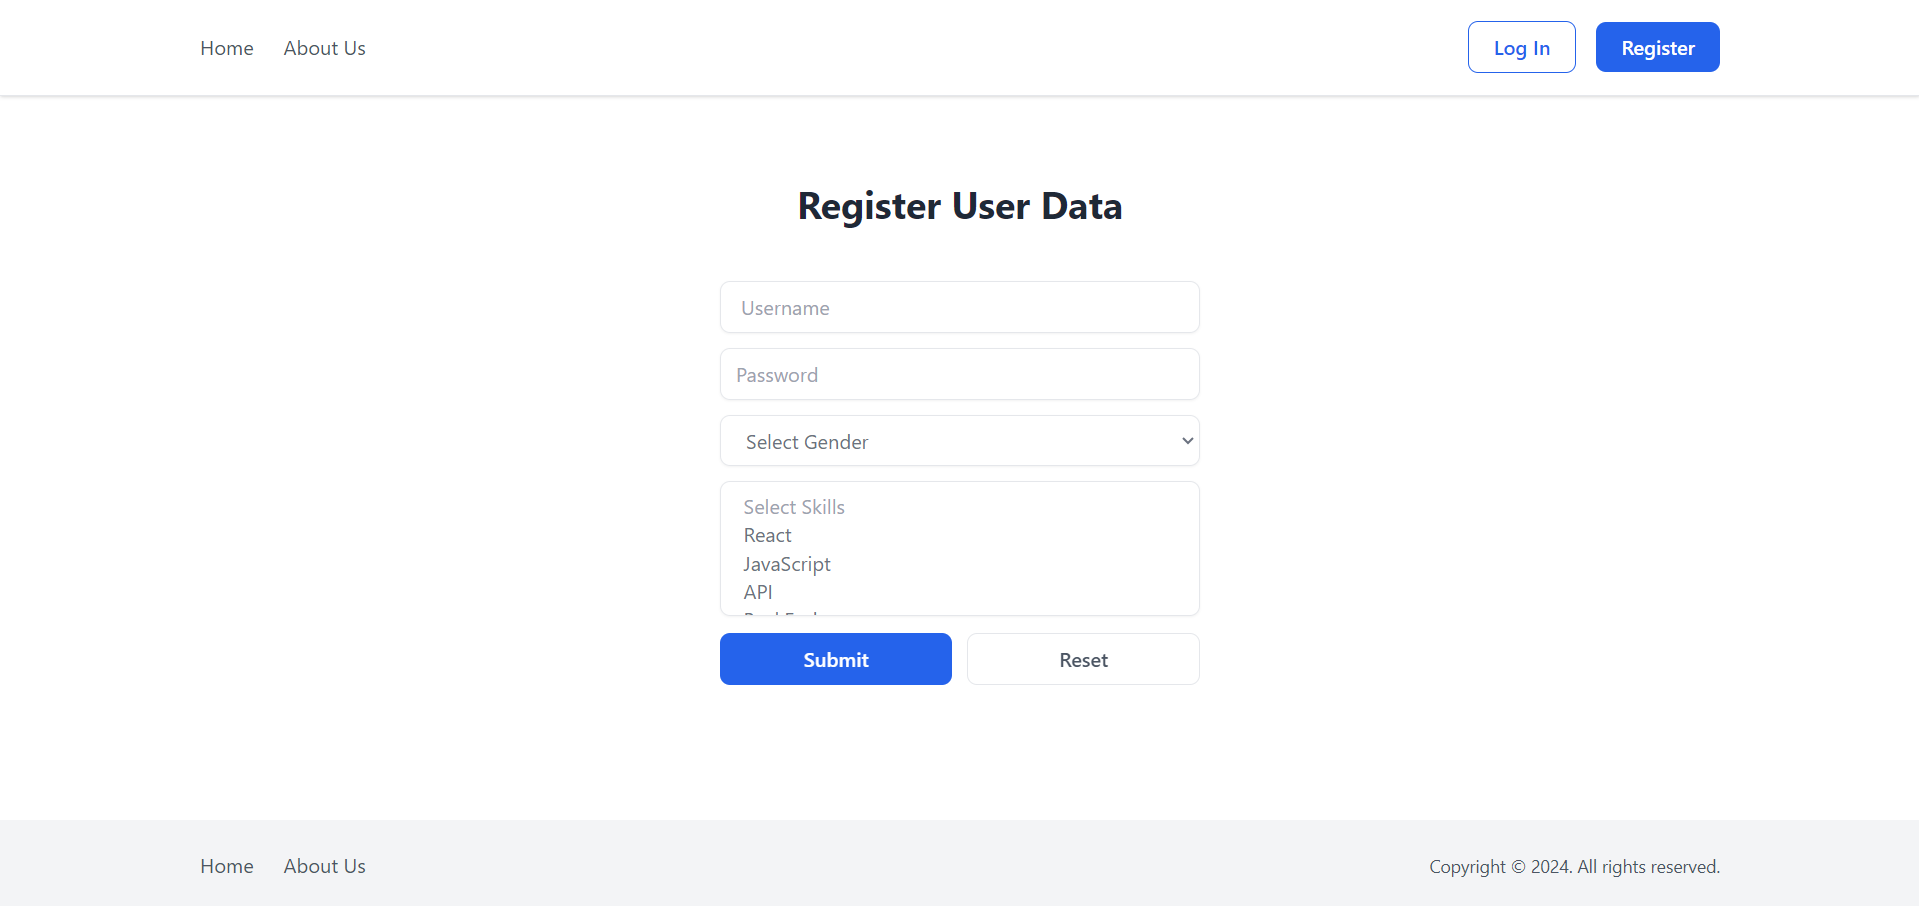 Home About Us Log In Register
Register User Data
Username
Password
Select Gender
Select Skills
React
JavaScript
API
Submit Reset
Home About Us Copyright © 2024. All rights reserved.